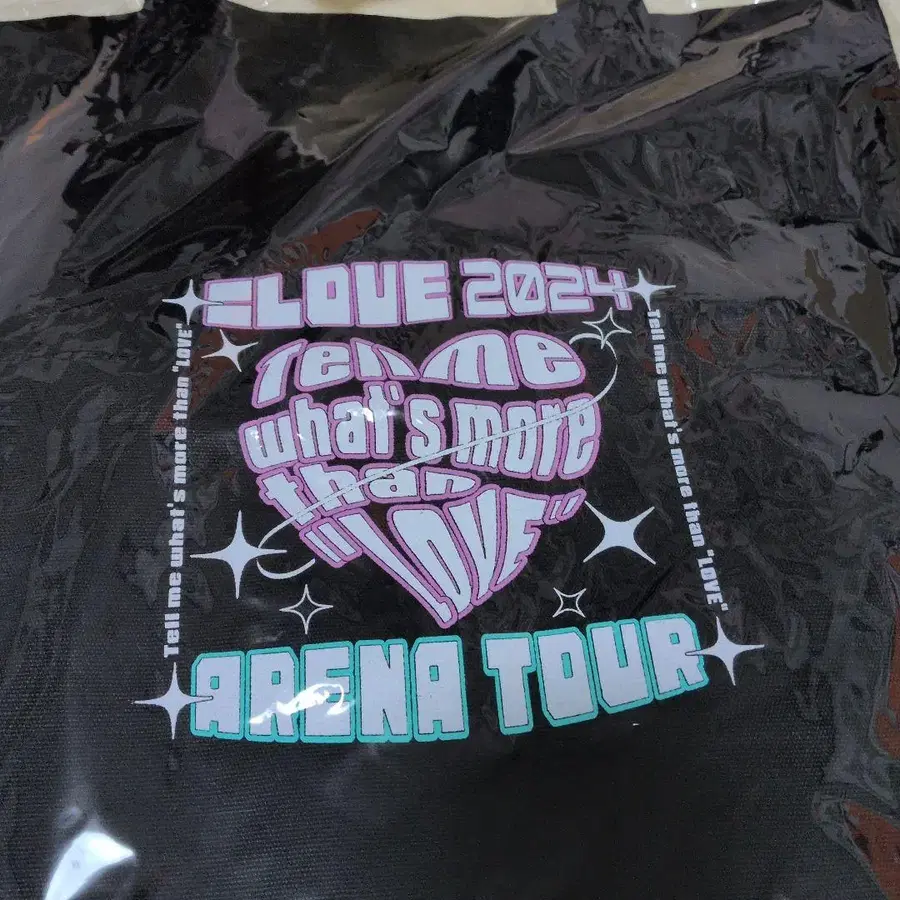 =LOVE 2024
Tell me
what's more
than
"LOVE"
ARENA TOUR
Tell me what's more than "LOVE"
Tell me what's more than "LOVE"